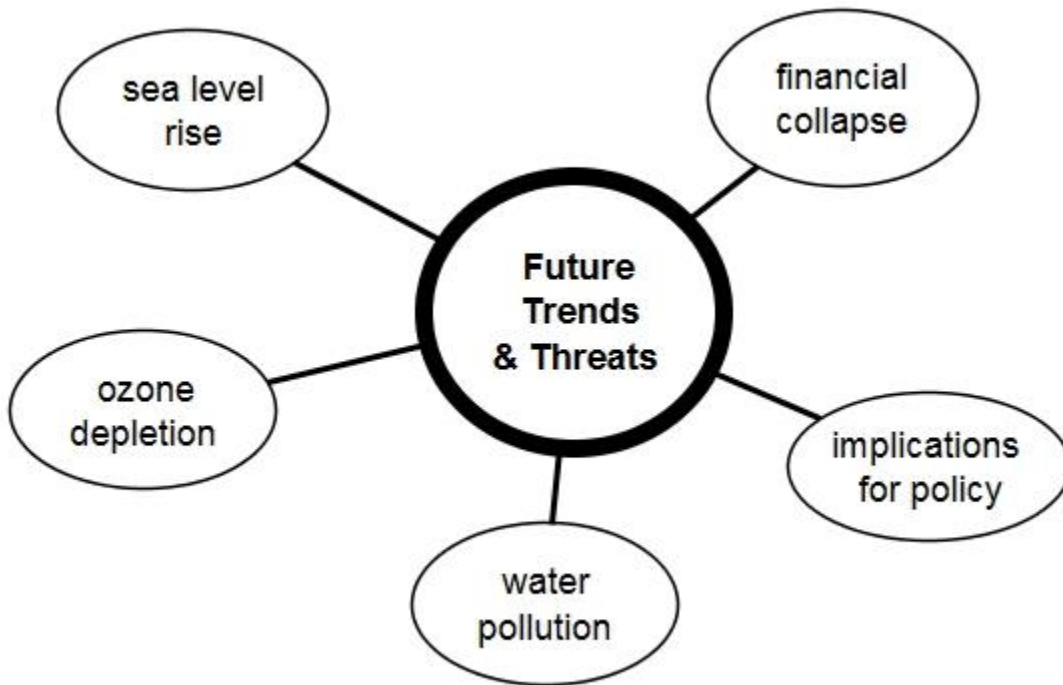 sea level
rise
financial
collapse
Future
Trends
& Threats
ozone
depletion
implications
for policy
water
pollution